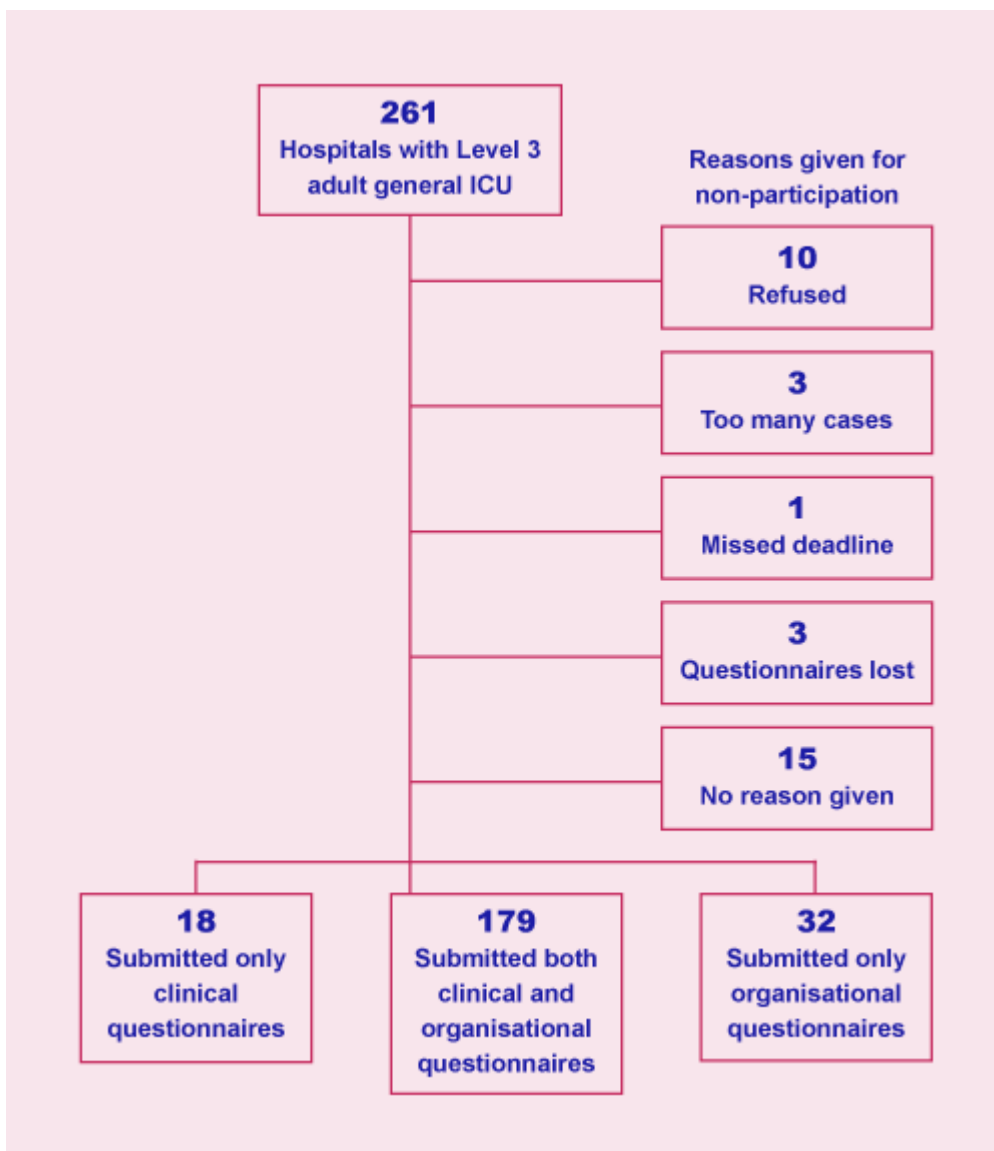 261
Hospitals with Level 3
adult general ICU
Reasons given for
non-participation
10
Refused
3
Too many cases
1
Missed deadline
3
Questionnaires lost
15
No reason given
18
Submitted only
clinical
questionnaires
179
Submitted both
clinical and
organisational
questionnaires
32
Submitted only
organisational
questionnaires